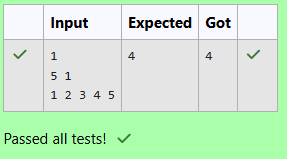 Input Expected Got
1 4 4
5 1
1 2 3 4 5
Passed all tests!